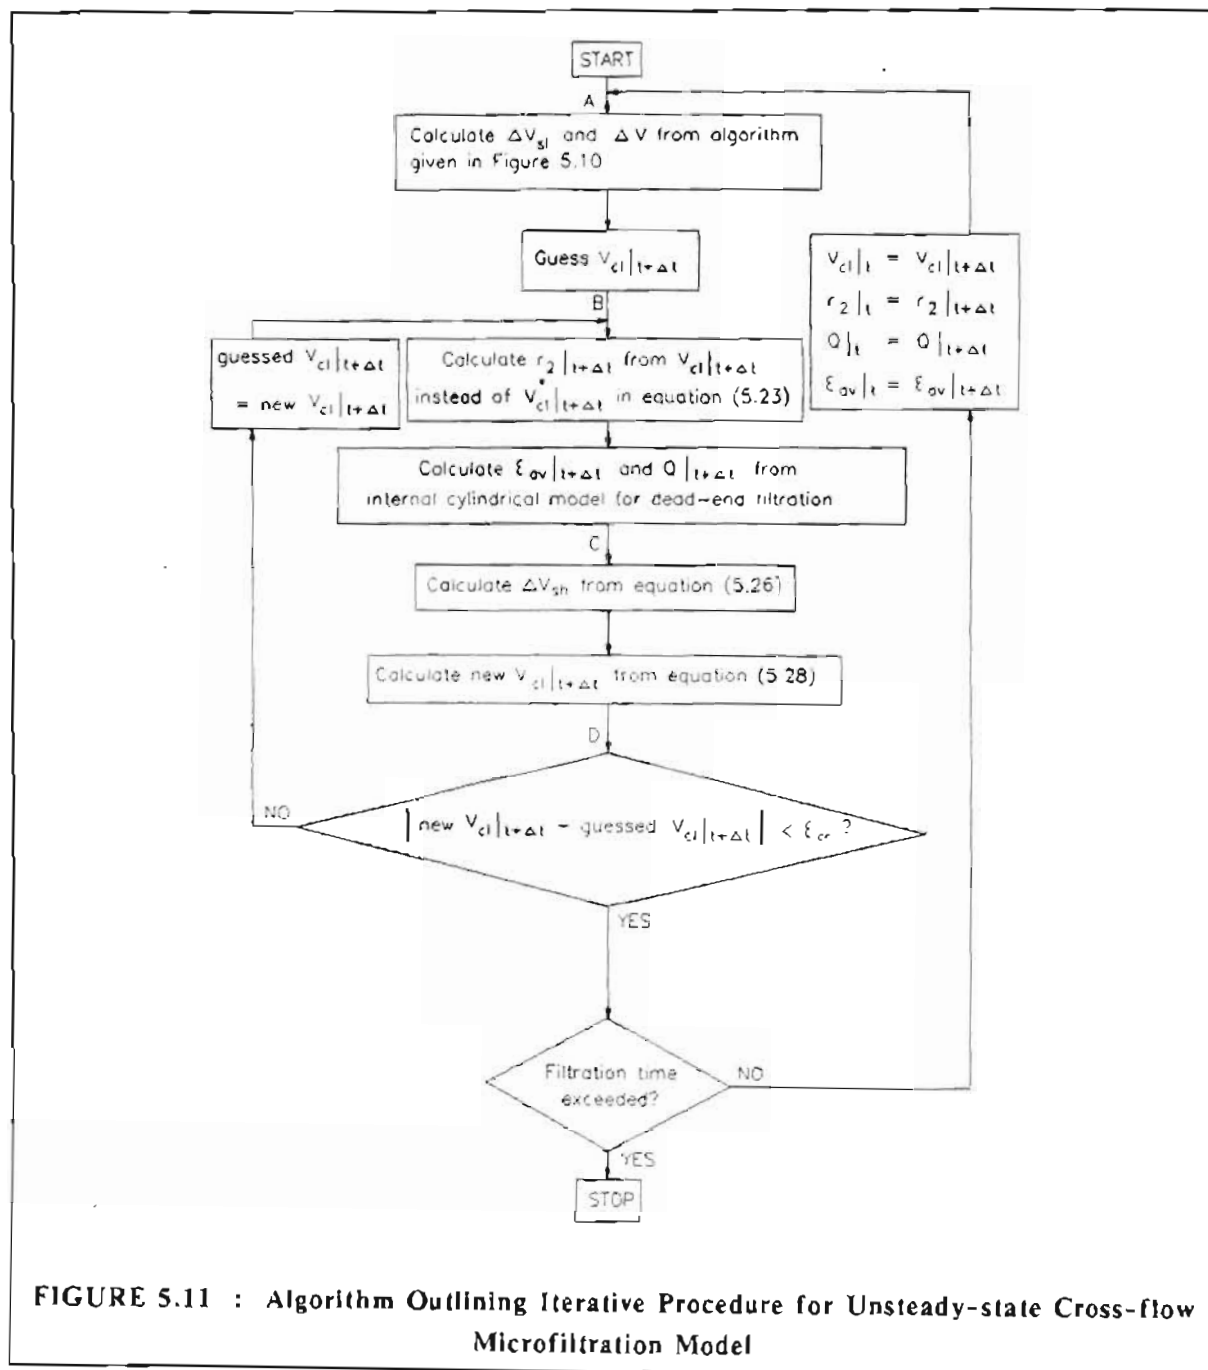 START
A
Calculate ΔV_sl and ΔV from algorithm
given in Figure 5.10
Guess V_cl|t+Δt
B
guessed V_cl|t+Δt
= new V_cl|t+Δt
Calculate r_2|t+Δt from V_cl|t+Δt
instead of V*_cl|t+Δt in equation (5.23)
V_cl|t = V_cl|t+Δt
r_2|t = r_2|t+Δt
Q|t = Q|t+Δt
ε_av|t = ε_av|t+Δt
Calculate ε_av|t+Δt and Q|t+Δt from
internal cylindrical model for dead-end filtration
C
Calculate ΔV_sh from equation (5.26)
Calculate new V_cl|t+Δt from equation (5.28)
D
NO
|new V_cl|t+Δt - guessed V_cl|t+Δt| < ε_cr ?
YES
Filtration time
exceeded?
NO
YES
STOP
FIGURE 5.11 : Algorithm Outlining Iterative Procedure for Unsteady-state Cross-flow
Microfiltration Model